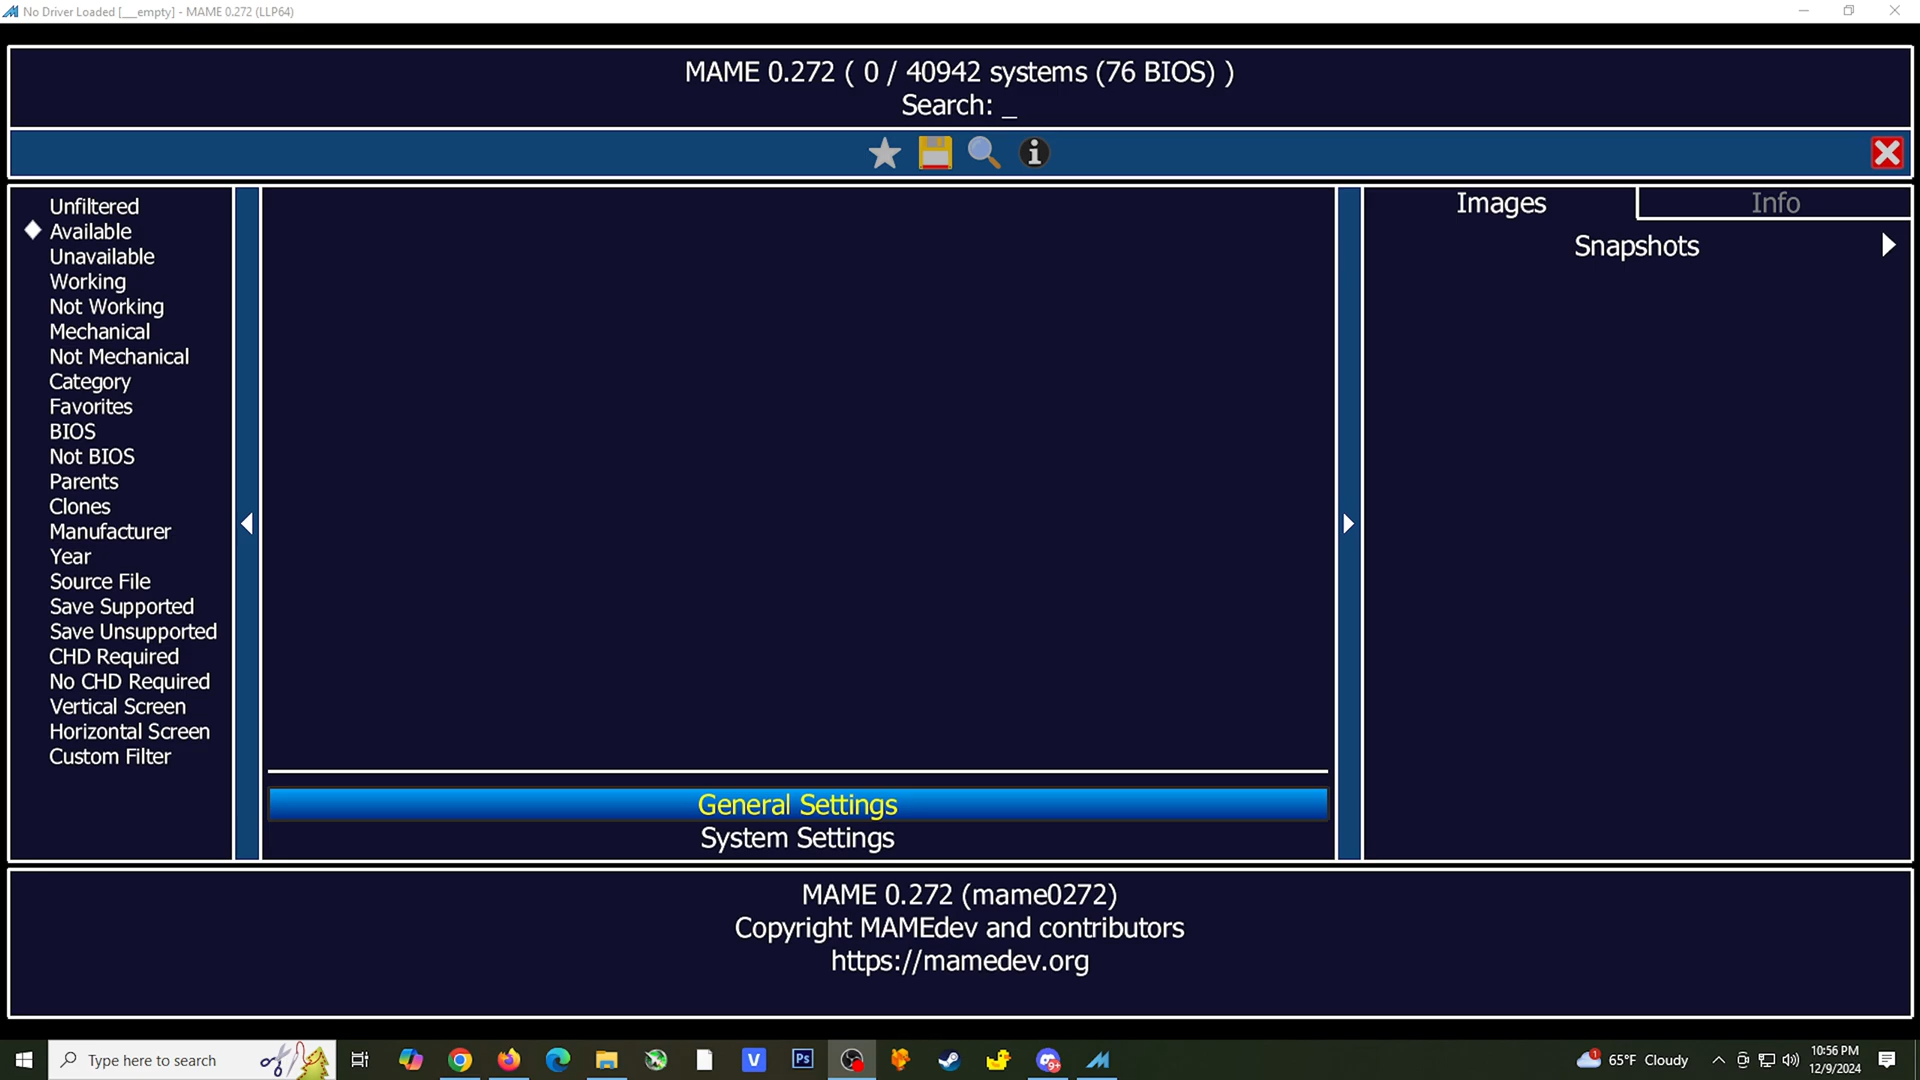 No Driver Loaded [___empty] - MAME 0.272 (LLP64)
MAME 0.272 ( 0 / 40942 systems (76 BIOS) )
Search: _
Unfiltered
Available
Unavailable
Working
Not Working
Mechanical
Not Mechanical
Category
Favorites
BIOS
Not BIOS
Parents
Clones
Manufacturer
Year
Source File
Save Supported
Save Unsupported
CHD Required
No CHD Required
Vertical Screen
Horizontal Screen
Custom Filter
General Settings
System Settings
Images
Info
Snapshots
MAME 0.272 (mame0272)
Copyright MAMEdev and contributors
https://mamedev.org
Type here to search
V
Ps
9+
1
65°F Cloudy
10:56 PM
12/9/2024